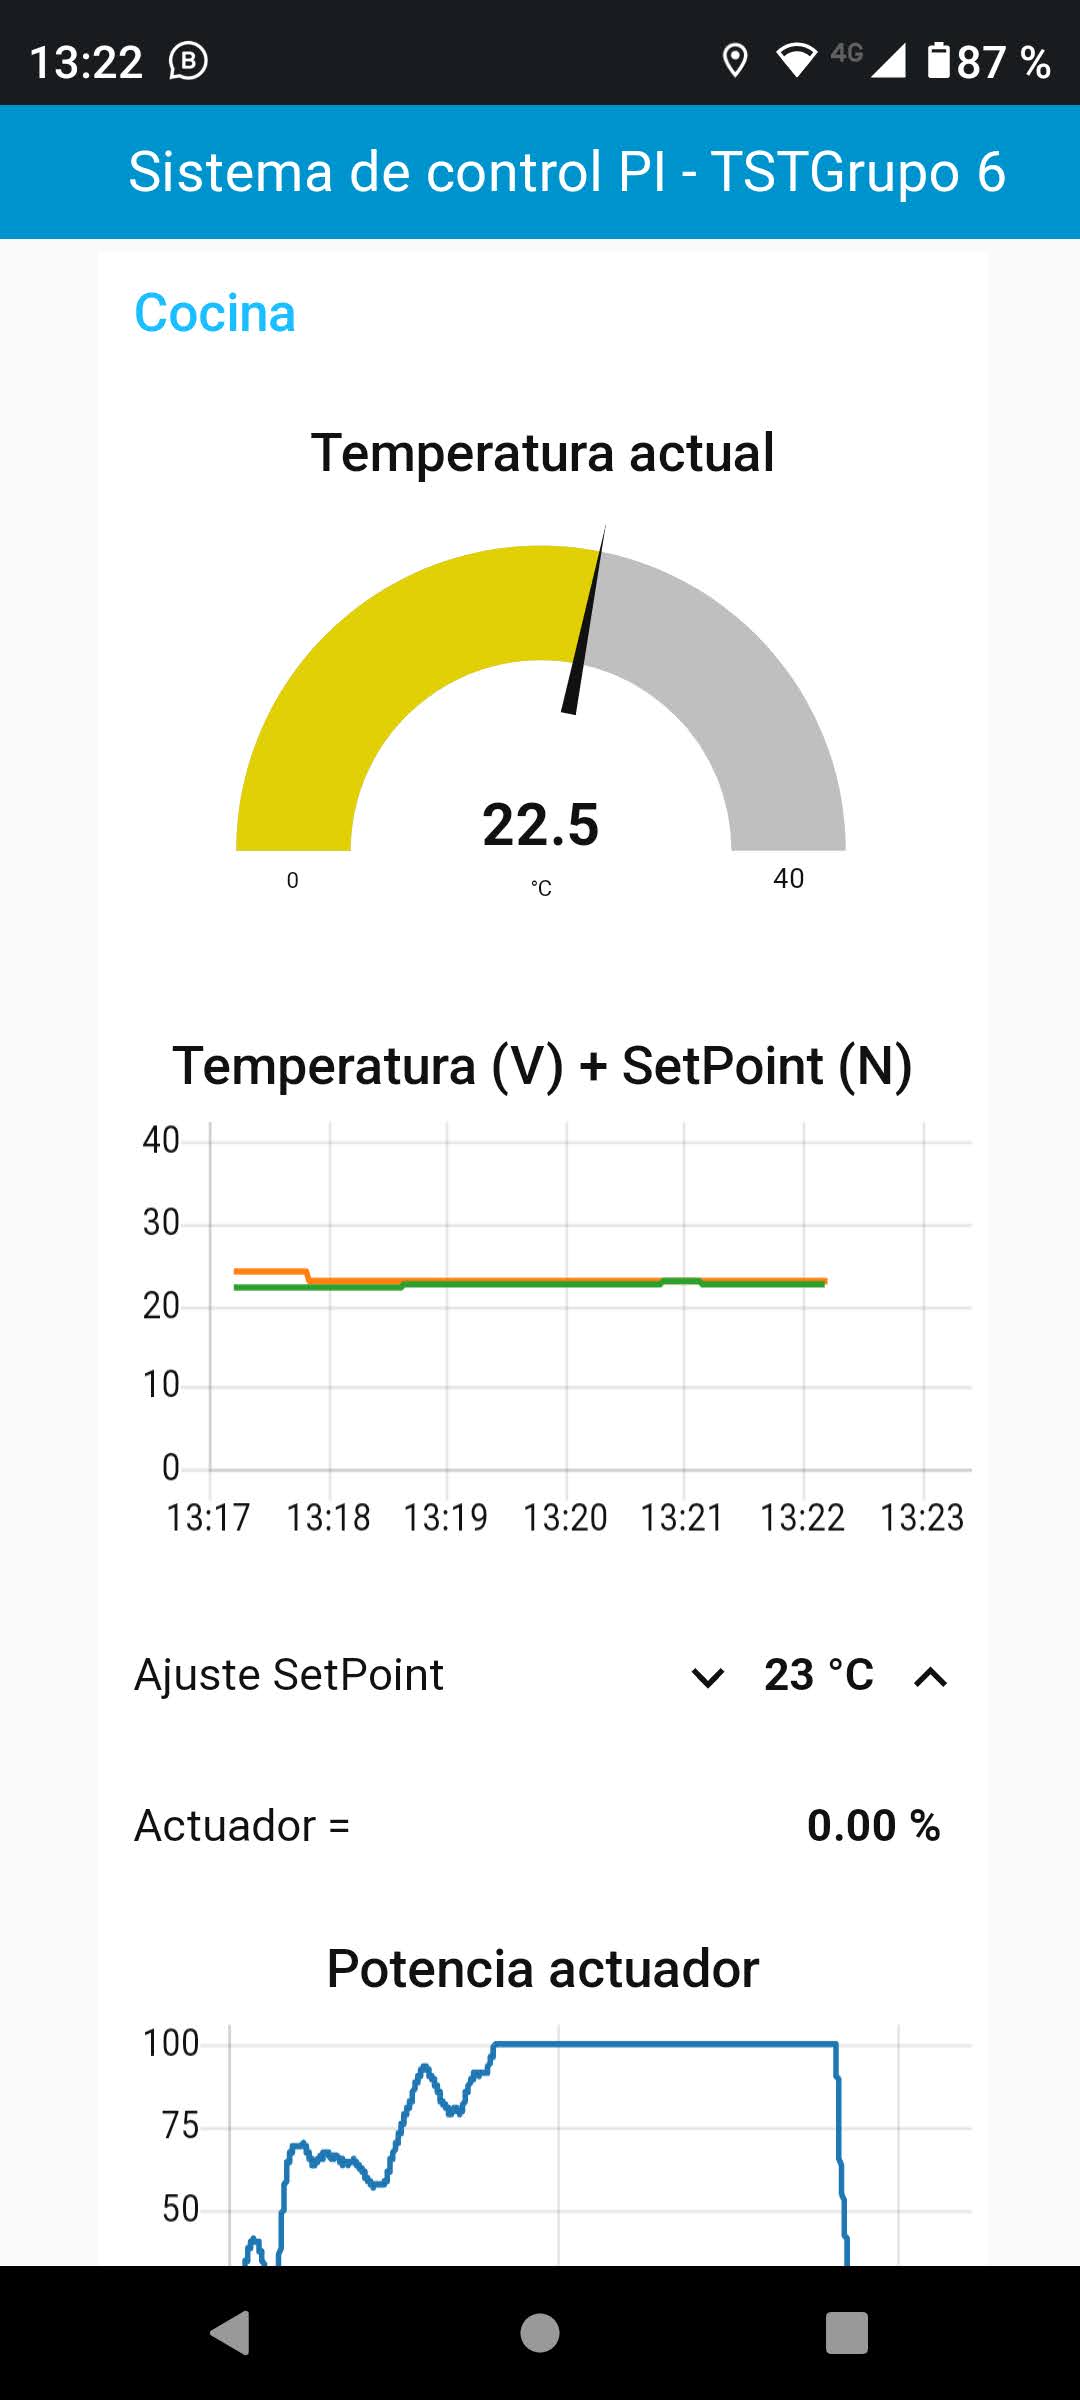 13:22 B 4G 87 %
Sistema de control PI - TSTGrupo 6
Cocina
Temperatura actual
22.5
0 °C 40
Temperatura (V) + SetPoint (N)
40
30
20
10
0
13:17 13:18 13:19 13:20 13:21 13:22 13:23
Ajuste SetPoint 23 °C
Actuador = 0.00 %
Potencia actuador
100
75
50